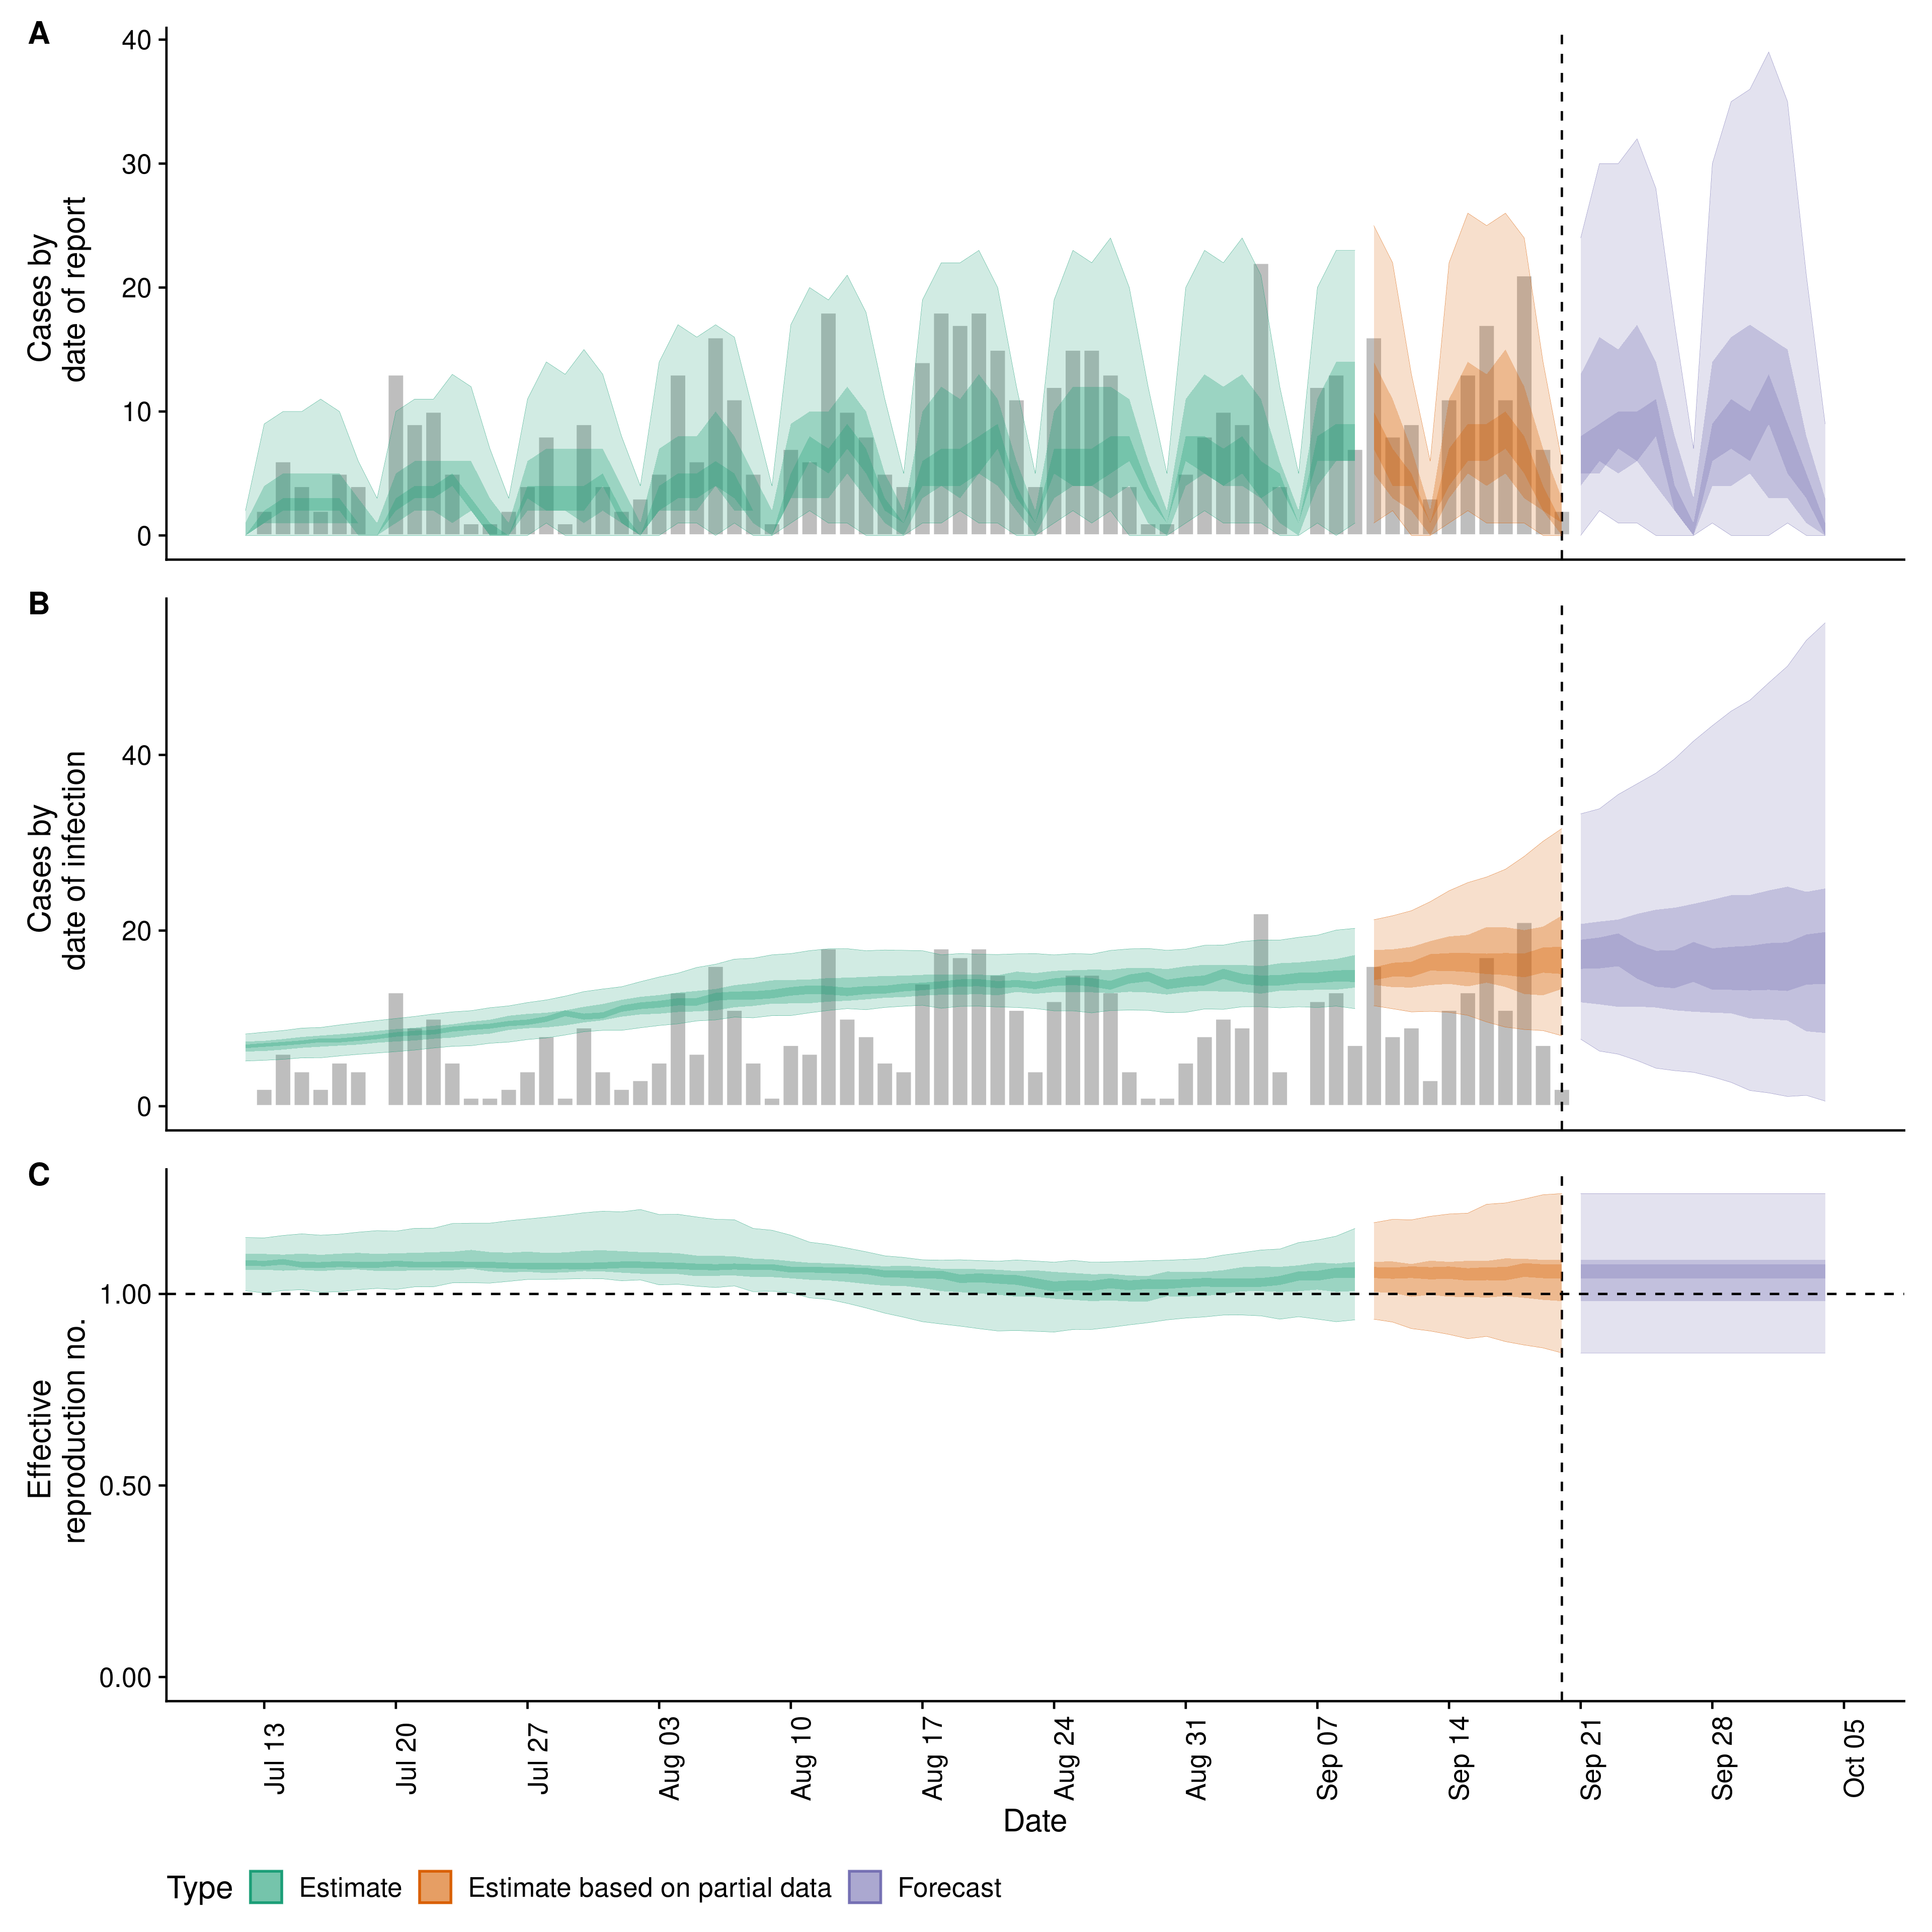 A
40
30
20
10
0
Cases by
date of report
B
40
20
0
Cases by
date of infection
C
1.00
0.50
0.00
Effective
reproduction no.
Jul 13
Jul 20
Jul 27
Aug 03
Aug 10
Aug 17
Aug 24
Aug 31
Sep 07
Sep 14
Sep 21
Sep 28
Oct 05
Date
Type Estimate Estimate based on partial data Forecast